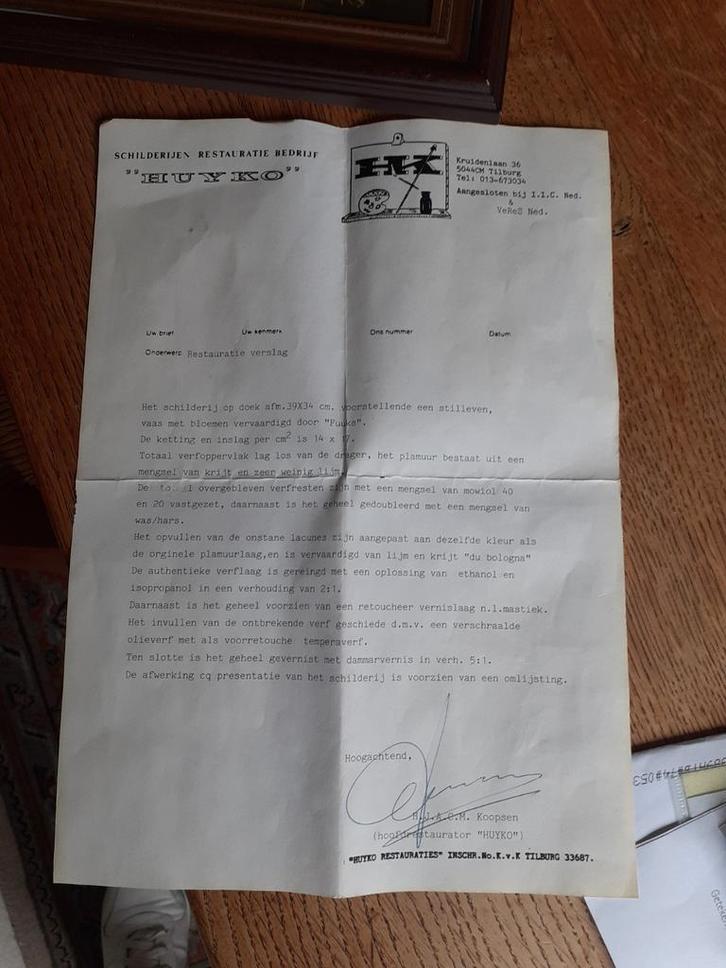 SCHILDERIJEN RESTAURATIE BEDRIJF
"HUYKO"
HK
Kruidenlaan 36
5044CM Tilburg
Tel: 013-673034
Aangesloten bij I.I.C. Ned.
&
VeReS Ned.
Uw brief Uw kenmerk Ons nummer Datum
Onderwerp Restauratie verslag
Het schilderij op doek afm.39X34 cm. voorstellende een stilleven,
vaas met bloemen vervaardigd door
De ketting en inslag per cm² is 14 x 17.
Totaal verfoppervlak lag los van de drager, het plamuur bestaat uit een
mengsel van krijt en zeer weinig lijm
De overgebleven verfresten zijn met een mengsel van mowiol 40
en 20 vastgezet, daarnaast is het geheel gedoubleerd met een mengsel van
was/hars.
Het opvullen van de onstane lacunes zijn aangepast aan dezelfde kleur als
de orginele plamuurlaag,en is vervaardigd van lijm en krijt "du bologna"
De authentieke verflaag is gereingd met een oplossing van ethanol en
isopropanol in een verhouding van 2:1.
Daarnaast is het geheel voorzien van een retoucheer vernislaag n.l.mastiek.
Het invullen van de ontbrekende verf geschiede d.m.v. een verschraalde
olieverf met als voorretouche temperaverf.
Ten slotte is het geheel gevernist met dammarvernis in verh. 5:1.
De afwerking cq presentatie van het schilderij is voorzien van een omlijsting.
Hoogachtend,
H.J.A.C.M. Koopsen
(hoofdrestaurator "HUYKO")
"HUYKO RESTAURATIES" INSCHR.No.K.v.K TILBURG 33687.